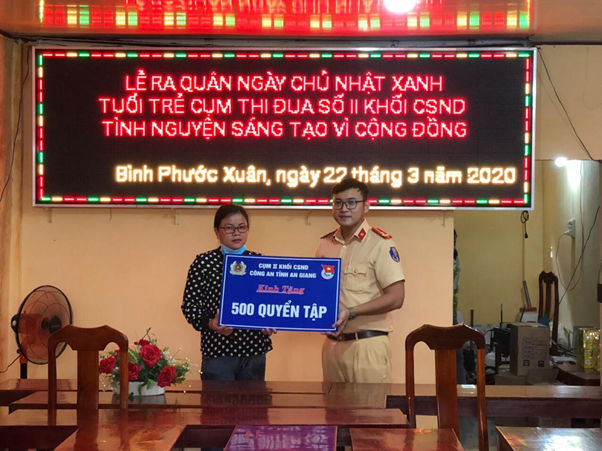 LỄ RA QUÂN NGÀY CHỦ NHẬT XANH
TUỔI TRẺ CỤM THI ĐUA SỐ II KHỐI CSND
TÌNH NGUYỆN SÁNG TẠO VÌ CỘNG ĐỒNG
Bình Phước Xuân, ngày 22 tháng 3 năm 2020
CỤM II KHỐI CSND
CÔNG AN TỈNH AN GIANG
Kính Tặng
500 QUYỂN TẬP